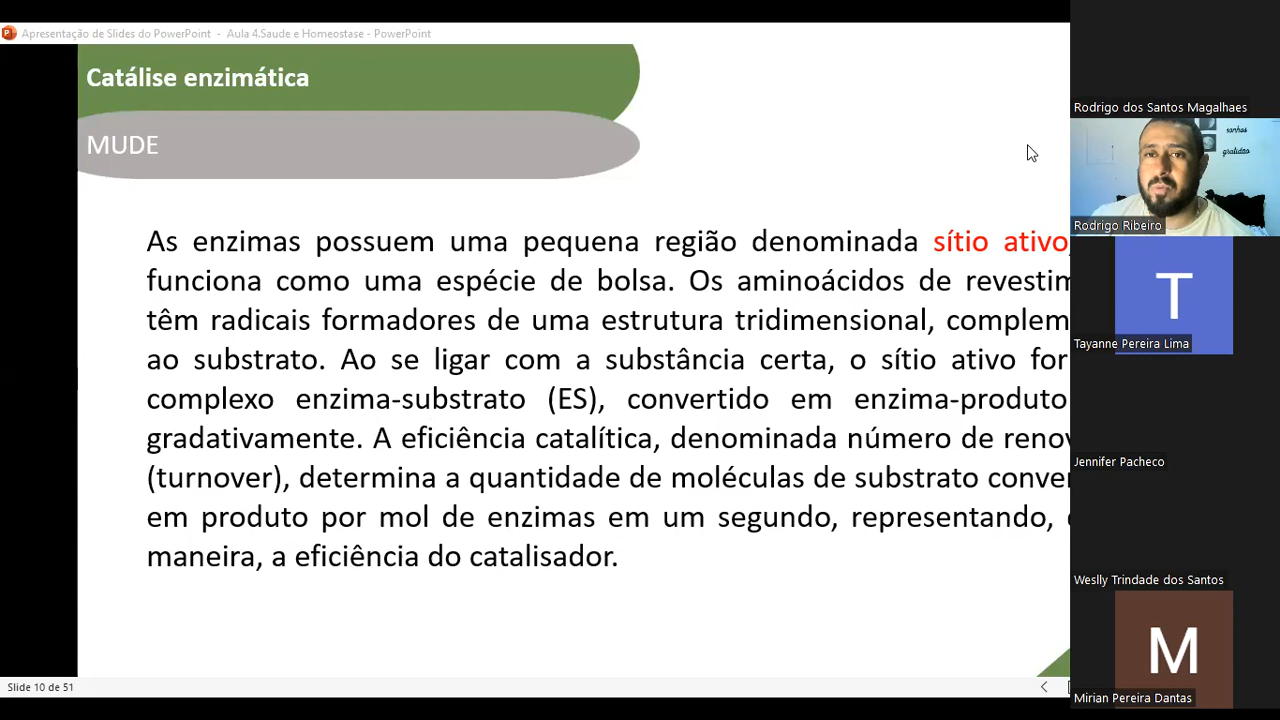 Apresentação de Slides do PowerPoint - Aula 4.Saude e Homeostase - PowerPoint
Catálise enzimática
MUDE
As enzimas possuem uma pequena região denominada sítio ativo,
funciona como uma espécie de bolsa. Os aminoácidos de
têm radicais formadores de uma estrutura tridimensional,
ao substrato. Ao se ligar com a substância certa, o sítio ativo
complexo enzima-substrato (ES), convertido em enzima-produto
gradativamente. A eficiência catalítica, denominada número de
(turnover), determina a quantidade de moléculas de substrato
em produto por mol de enzimas em um segundo, representando,
maneira, a eficiência do catalisador.
Slide 10 de 51
Rodrigo dos Santos Magalhaes
sonhos
gratidão
Rodrigo Ribeiro
T
Tayanne Pereira Lima
Jennifer Pacheco
Weslly Trindade dos Santos
M
Mirian Pereira Dantas